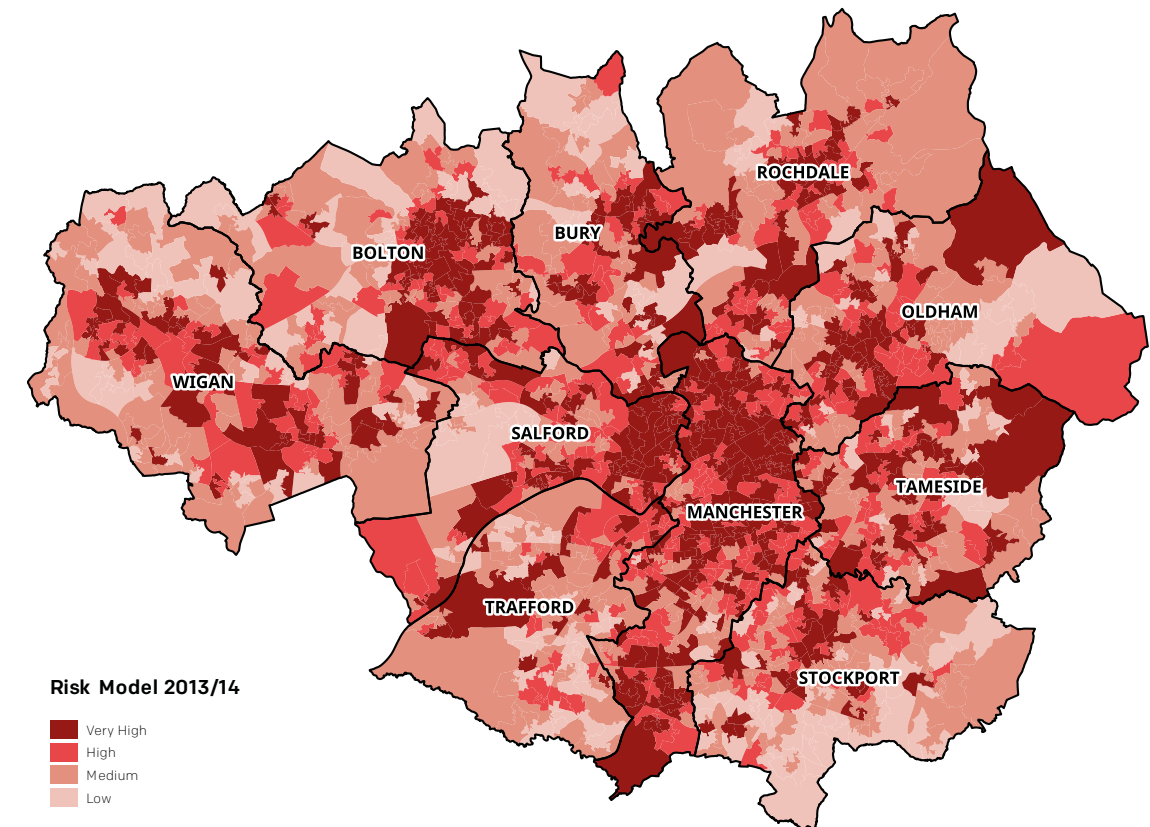 ROCHDALE
BURY
BOLTON
OLDHAM
WIGAN
SALFORD
TAMESIDE
MANCHESTER
TRAFFORD
STOCKPORT
Risk Model 2013/14
Very High
High
Medium
Low